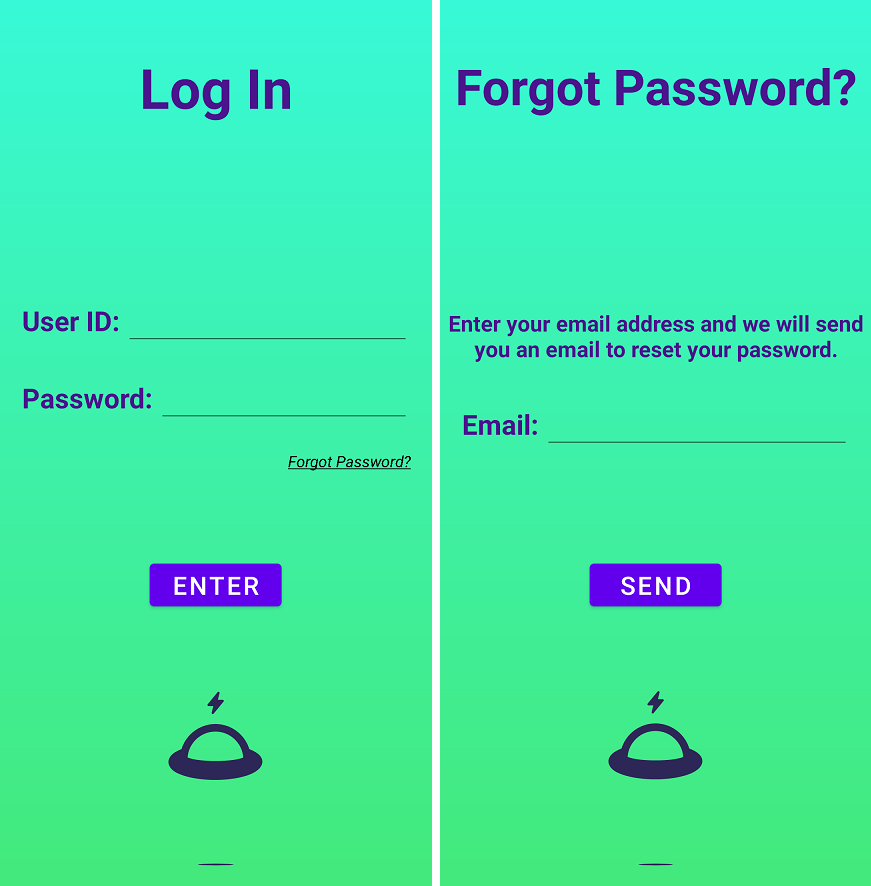 Log In
User ID:
Password:
Forgot Password?
ENTER
Forgot Password?
Enter your email address and we will send
you an email to reset your password.
Email:
SEND